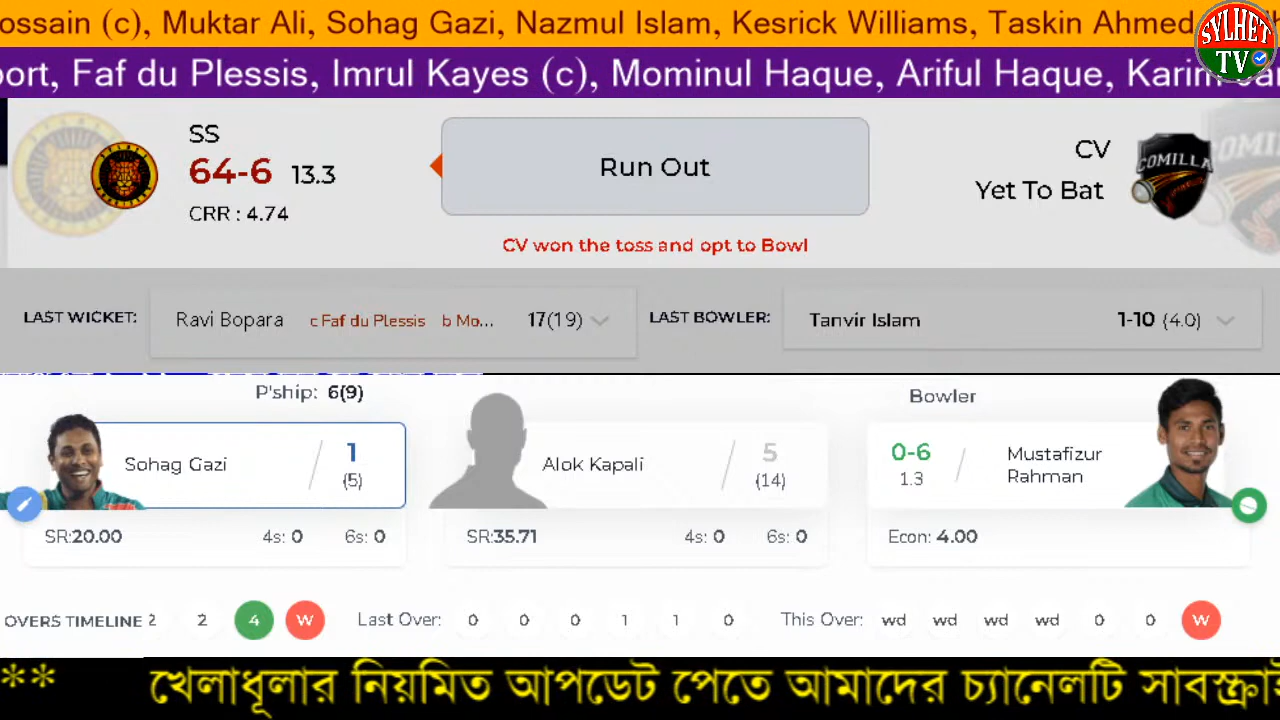 ossain (c), Muktar Ali, Sohag Gazi, Nazmul Islam, Kesrick Williams, Taskin Ahmed
SYLHET
TV
port, Faf du Plessis, Imrul Kayes (c), Mominul Haque, Ariful Haque, Karim
SS
64-6 13.3
CRR : 4.74
Run Out
CV won the toss and opt to Bowl
CV
Yet To Bat
COMILLA
LAST WICKET: Ravi Bopara c Faf du Plessis b Mo... 17(19)
LAST BOWLER: Tanvir Islam 1-10 (4.0)
P'ship: 6(9)
Bowler
Sohag Gazi 1 (5)
SR:20.00 4s: 0 6s: 0
Alok Kapali 5 (14)
SR:35.71 4s: 0 6s: 0
0-6 1.3 Mustafizur Rahman
Econ: 4.00
OVERS TIMELINE 2 2 4 W Last Over: 0 0 0 1 1 0 This Over: wd wd wd wd 0 0 W
** খেলাধূলার নিয়মিত আপডেট পেতে আমাদের চ্যানেলটি সাবস্ক্রা